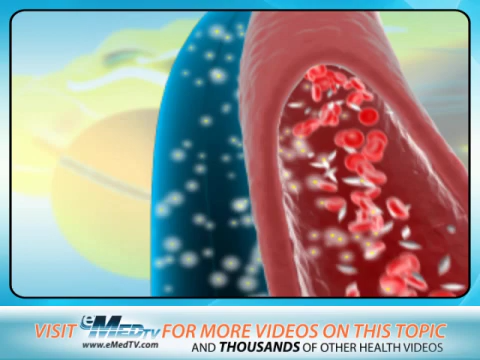 VISIT eMEDTV FOR MORE VIDEOS ON THIS TOPIC
www.eMedTV.com AND THOUSANDS OF OTHER HEALTH VIDEOS